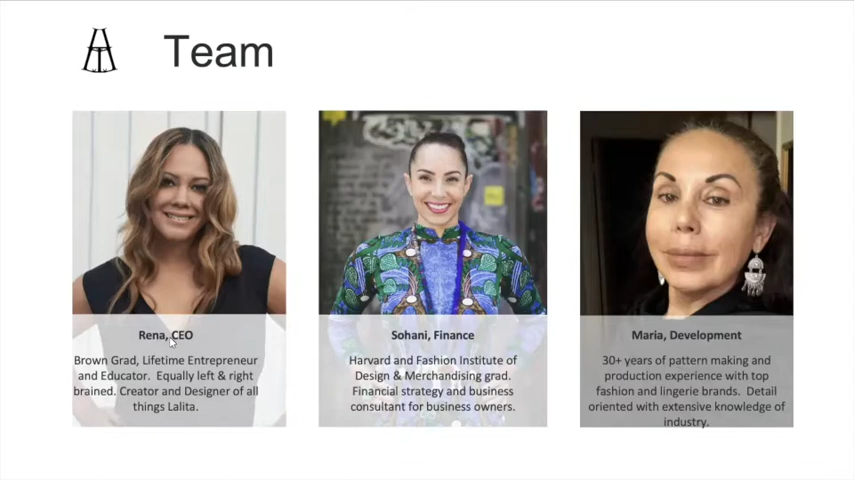 Team
Rena, CEO
Brown Grad, Lifetime Entrepreneur
and Educator.  Equally left & right
brained. Creator and Designer of all
things Lalita.
Sohani, Finance
Harvard and Fashion Institute of
Design & Merchandising grad.
Financial strategy and business
consultant for business owners.
Maria, Development
30+ years of pattern making and
production experience with top
fashion and lingerie brands.  Detail
oriented with extensive knowledge of
industry.